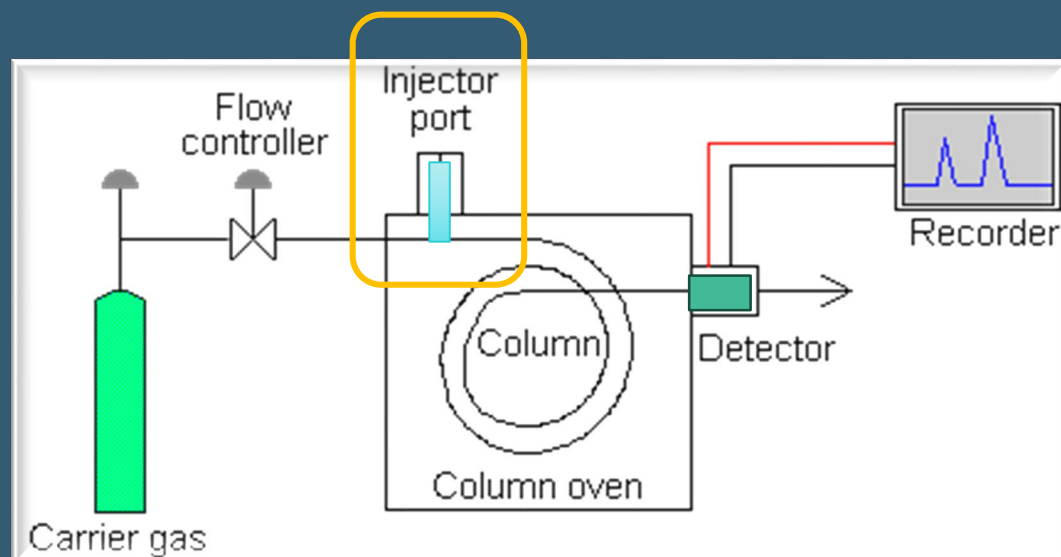 Injector
port
Flow
controller
Recorder
Column
Detector
Column oven
Carrier gas